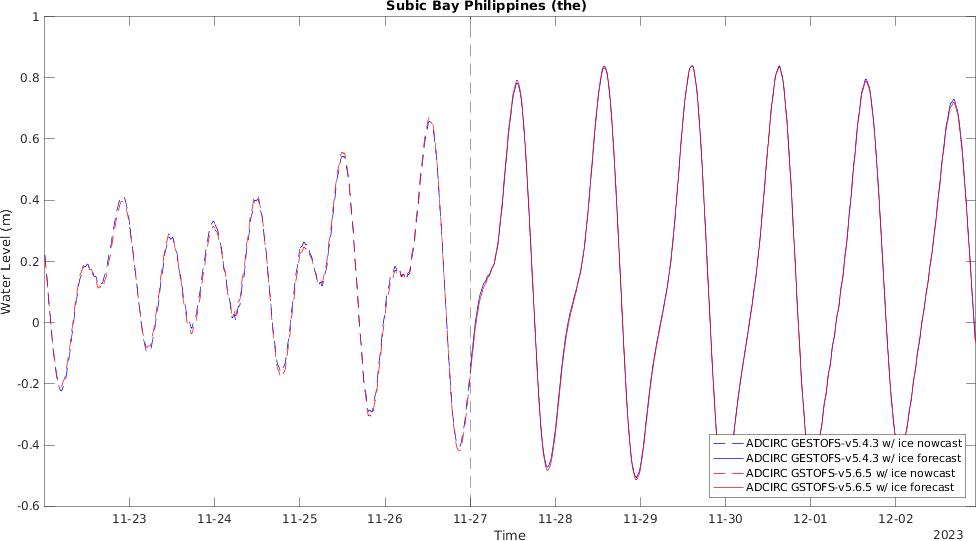 Subic Bay Philippines (the)
1
0.8
0.6
0.4
0.2
0
-0.2
-0.4
-0.6
Water Level (m)
ADCIRC GESTOFS-v5.4.3 w/ ice nowcast
ADCIRC GESTOFS-v5.4.3 w/ ice forecast
ADCIRC GSTOFS-v5.6.5 w/ ice nowcast
ADCIRC GSTOFS-v5.6.5 w/ ice forecast
11-23 11-24 11-25 11-26 11-27 11-28 11-29 11-30 12-01 12-02
Time
2023